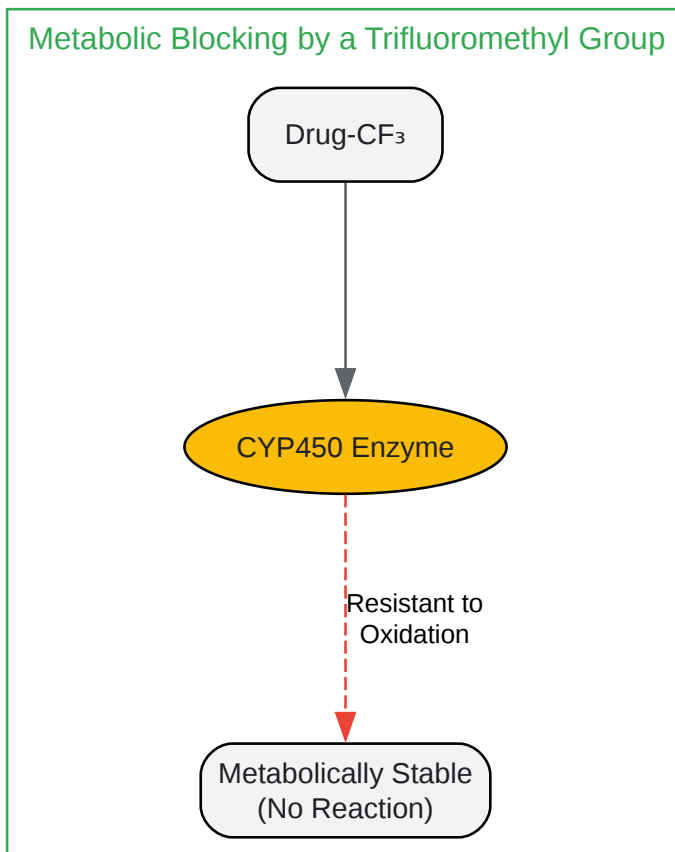 Metabolic Blocking by a Trifluoromethyl Group
Drug-CF₃
CYP450 Enzyme
Resistant to
Oxidation
Metabolically Stable
(No Reaction)